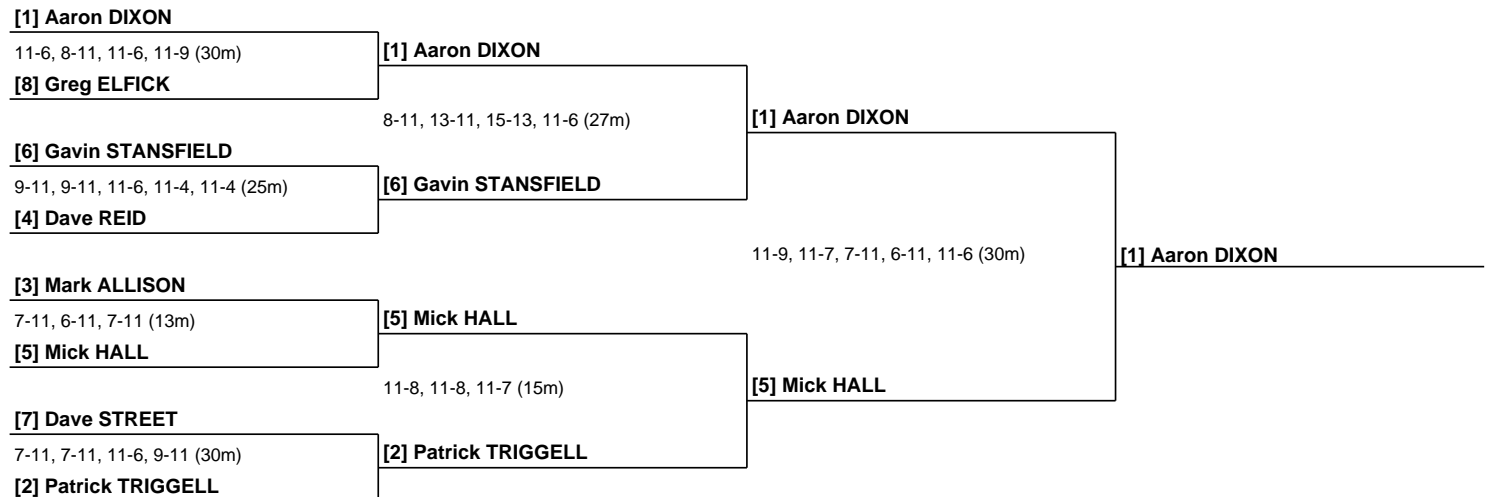 [1] Aaron DIXON
11-6, 8-11, 11-6, 11-9 (30m)
[8] Greg ELFICK
[6] Gavin STANSFIELD
9-11, 9-11, 11-6, 11-4, 11-4 (25m)
[4] Dave REID
[3] Mark ALLISON
7-11, 6-11, 7-11 (13m)
[5] Mick HALL
[7] Dave STREET
7-11, 7-11, 11-6, 9-11 (30m)
[2] Patrick TRIGGELL
[1] Aaron DIXON
8-11, 13-11, 15-13, 11-6 (27m)
[6] Gavin STANSFIELD
[5] Mick HALL
11-8, 11-8, 11-7 (15m)
[2] Patrick TRIGGELL
[1] Aaron DIXON
11-9, 11-7, 7-11, 6-11, 11-6 (30m)
[5] Mick HALL
[1] Aaron DIXON